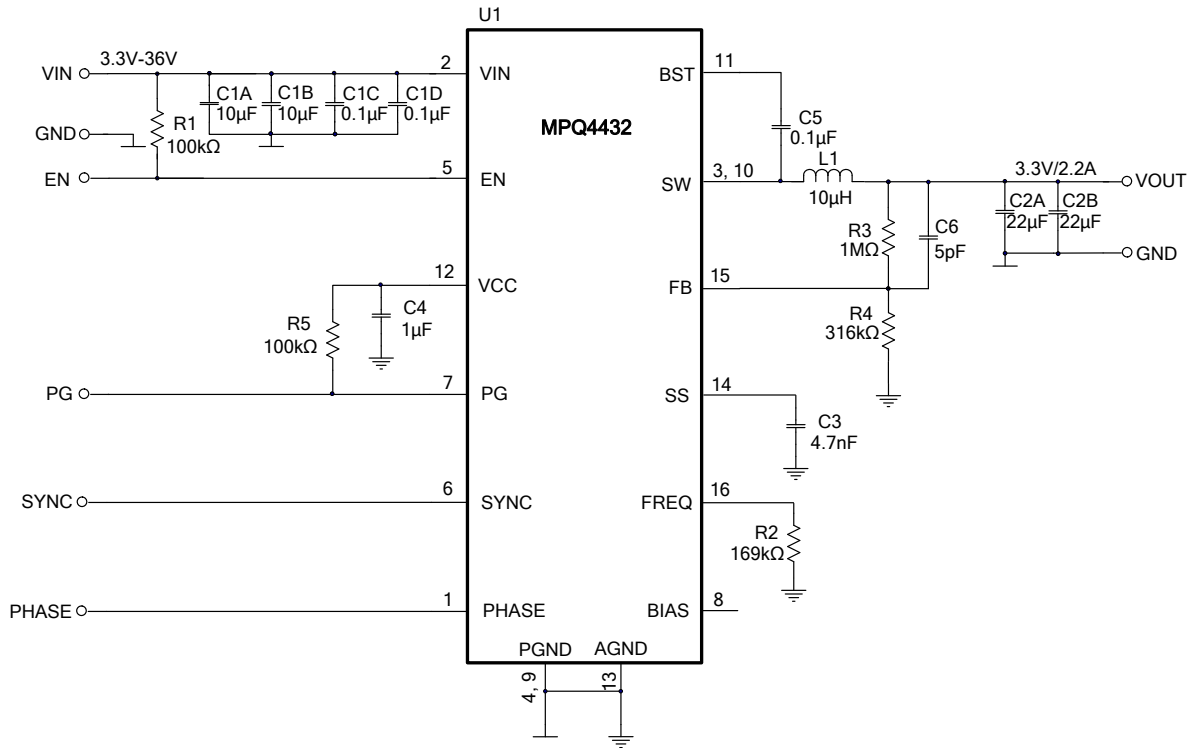 U1
VIN
3.3V-36V
2
VIN
C1A
10µF
C1B
10µF
C1C
0.1µF
C1D
0.1µF
GND
R1
100kΩ
EN
5
EN
MPQ4432
BST
11
C5
0.1µF
SW
3, 10
L1
10µH
3.3V/2.2A
VOUT
C2A
22µF
C2B
22µF
GND
R3
1MΩ
C6
5pF
12
VCC
C4
1µF
R5
100kΩ
FB
15
R4
316kΩ
PG
7
PG
SS
14
C3
4.7nF
SYNC
6
SYNC
FREQ
16
R2
169kΩ
PHASE
1
PHASE
BIAS
8
PGND
AGND
4, 9
13